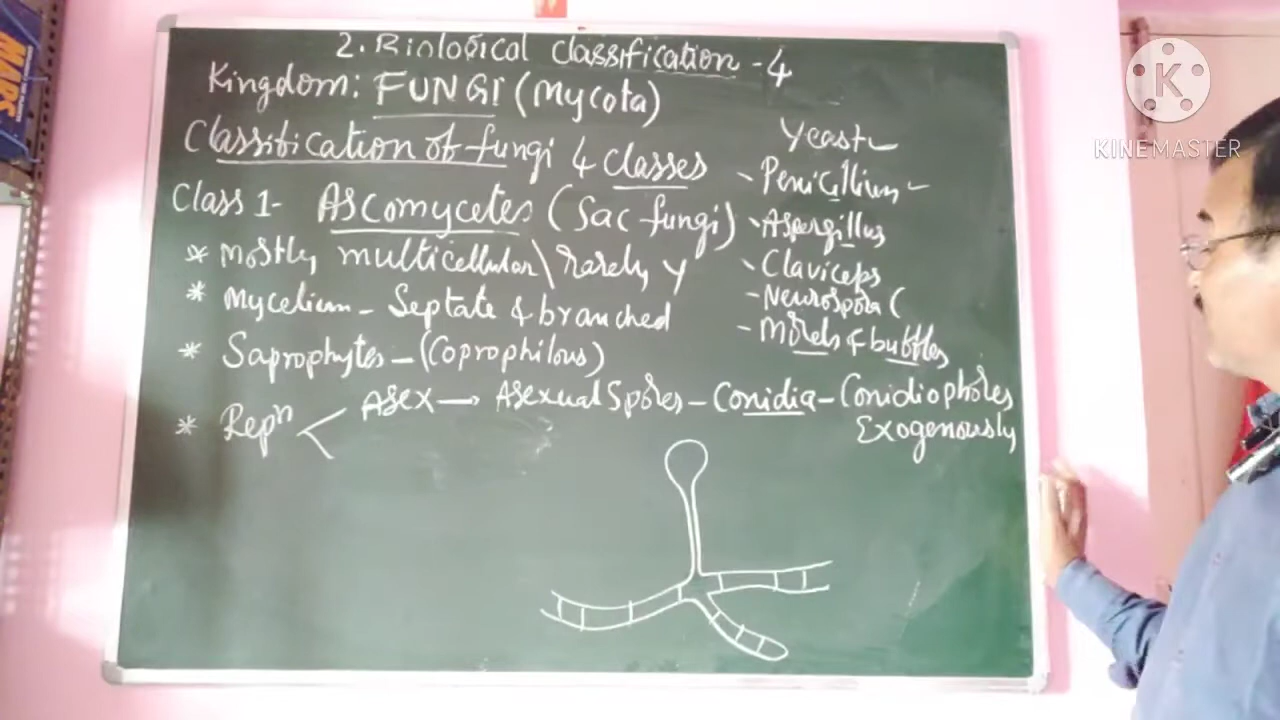 2. Biological classification - 4
Kingdom: FUNGI (Mycota)
Classification of fungi 4 classes
Class 1- Ascomycetes (Sac fungi)
* Mostly multicellular \ rarely y
* Mycelium - Septate & branched
* Saprophytes - (Coprophilous)
* Repⁿ < Asex → Asexual Spores - Conidia - Conidiophores
Exogenously
Yeast
- Penicillium -
- Aspergillus
- Claviceps
- Neurospora (
- Morels & buffles
K
KINEMASTER